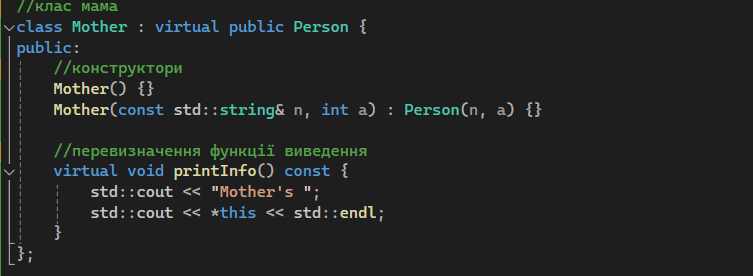 //клас мама
class Mother : virtual public Person {
public:
//конструктори
Mother() {}
Mother(const std::string& n, int a) : Person(n, a) {}
//перевизначення функції виведення
virtual void printInfo() const {
std::cout << "Mother's ";
std::cout << *this << std::endl;
}
};